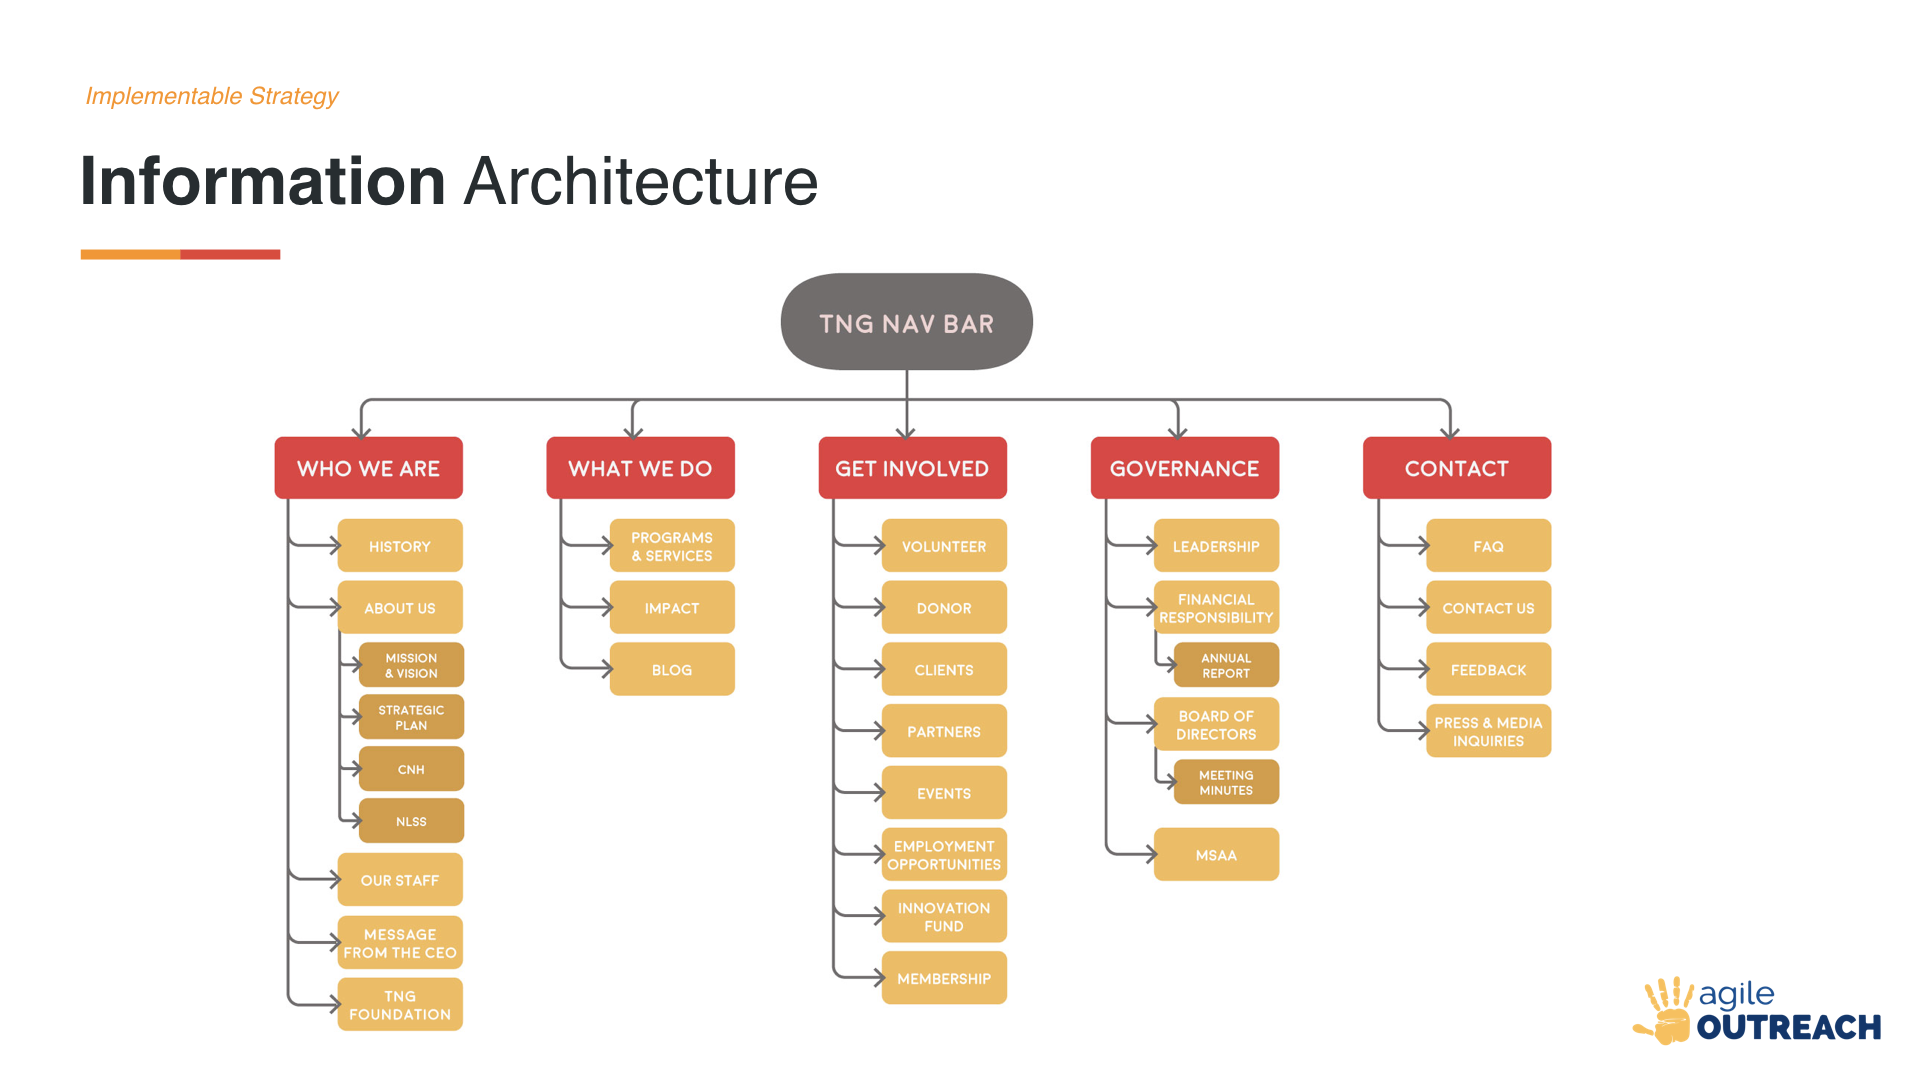 Implementable Strategy
Information Architecture
TNG NAV BAR
WHO WE ARE
HISTORY
ABOUT US
MISSION
& VISION
STRATEGIC
PLAN
CNH
NLSS
OUR STAFF
MESSAGE
FROM THE CEO
TNG
FOUNDATION
WHAT WE DO
PROGRAMS
& SERVICES
IMPACT
BLOG
GET INVOLVED
VOLUNTEER
DONOR
CLIENTS
PARTNERS
EVENTS
EMPLOYMENT
OPPORTUNITIES
INNOVATION
FUND
MEMBERSHIP
GOVERNANCE
LEADERSHIP
FINANCIAL
RESPONSIBILITY
ANNUAL
REPORT
BOARD OF
DIRECTORS
MEETING
MINUTES
MSAA
CONTACT
FAQ
CONTACT US
FEEDBACK
PRESS & MEDIA
INQUIRIES
agile
OUTREACH